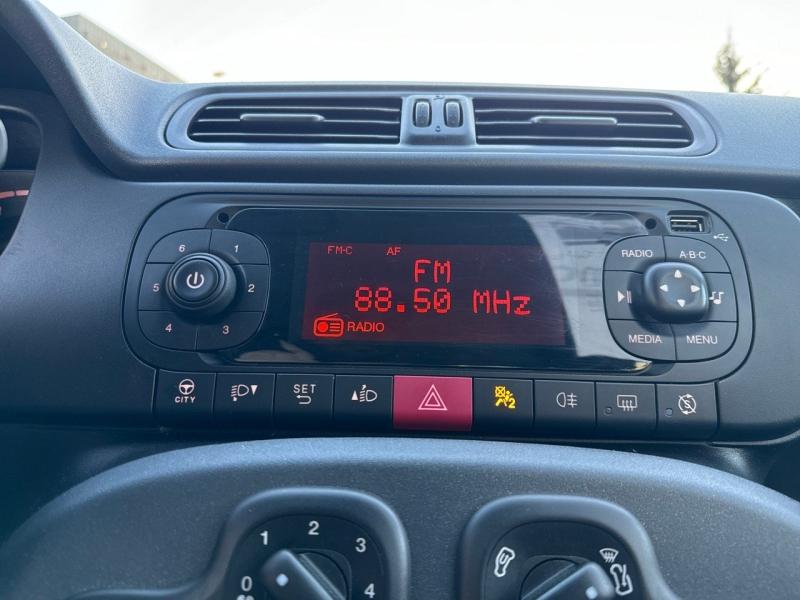 6 1
5 2
4 3
FM-C AF
FM
88.50 MHz
RADIO
RADIO A·B·C
MEDIA MENU
CITY
SET
2
S
0 1 2 3 4